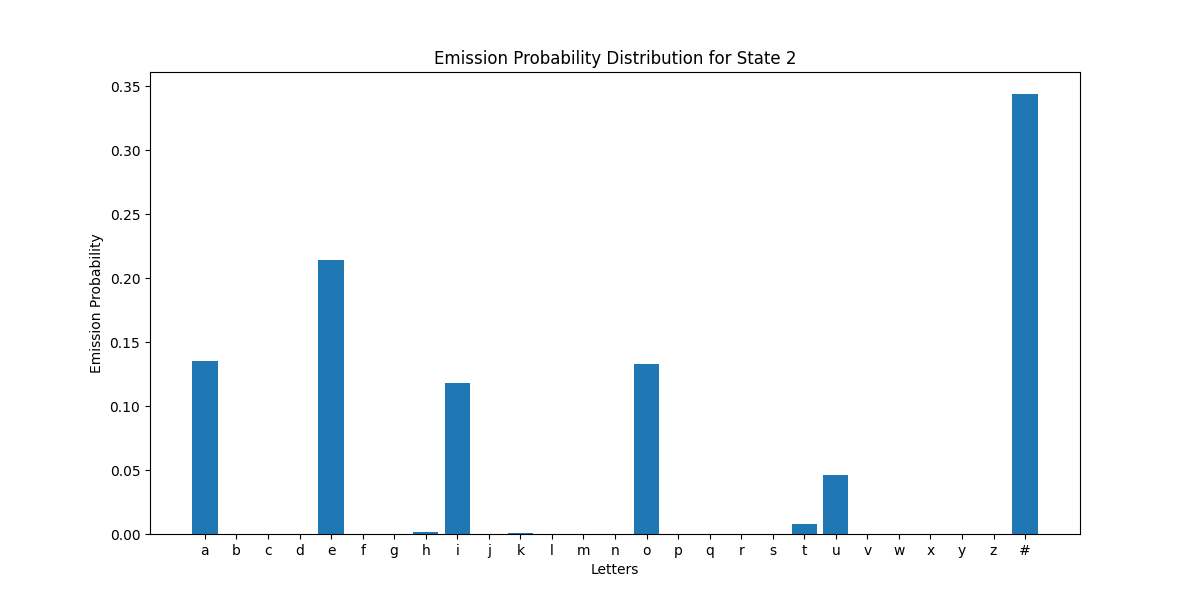 Emission Probability Distribution for State 2
0.35
0.30
0.25
0.20
0.15
0.10
0.05
0.00
Emission Probability
a b c d e f g h i j k l m n o p q r s t u v w x y z #
Letters